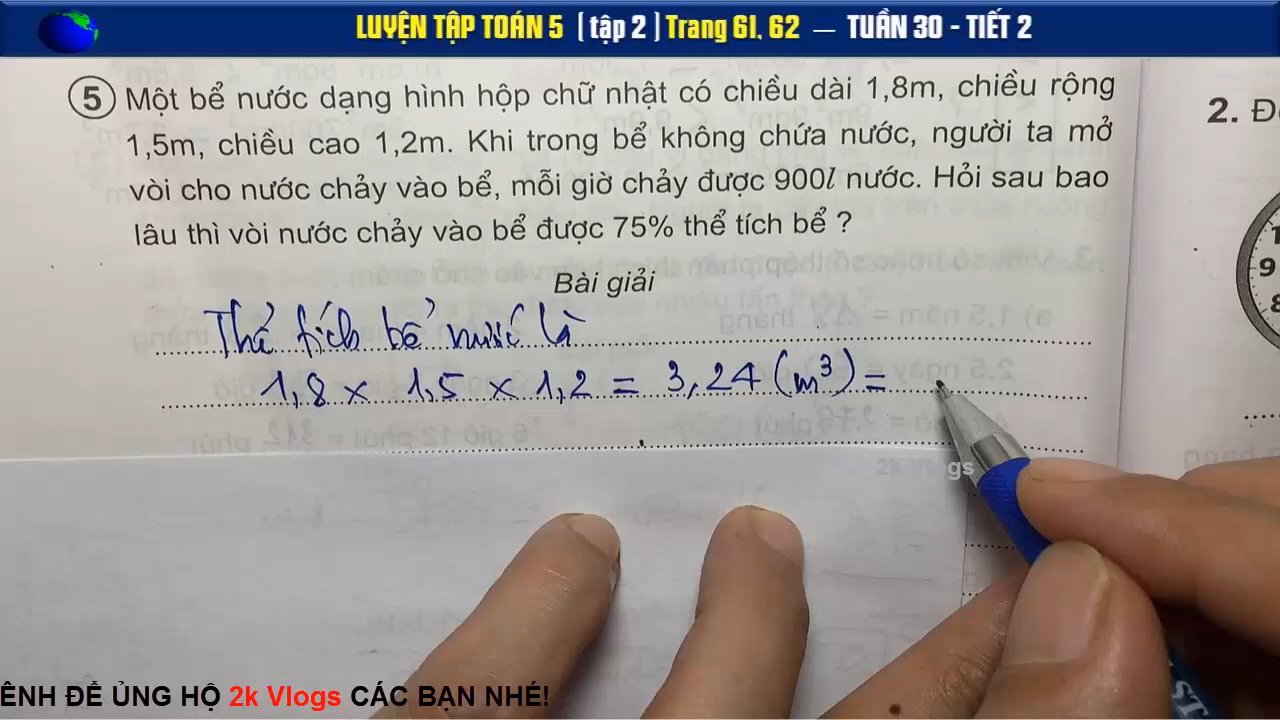 LUYỆN TẬP TOÁN 5 ( tập 2 ) Trang 61, 62 — TUẦN 30 - TIẾT 2
5 Một bể nước dạng hình hộp chữ nhật có chiều dài 1,8m, chiều rộng
1,5m, chiều cao 1,2m. Khi trong bể không chứa nước, người ta mở
vòi cho nước chảy vào bể, mỗi giờ chảy được 900l nước. Hỏi sau bao
lâu thì vòi nước chảy vào bể được 75% thể tích bể ?
Bài giải
Thể tích bể nước là
1,8 x 1,5 x 1,2 = 3,24 (m³) =
2k Vlogs
2. Đ
9
ST
ÊNH ĐỂ ỦNG HỘ 2k Vlogs CÁC BẠN NHÉ!